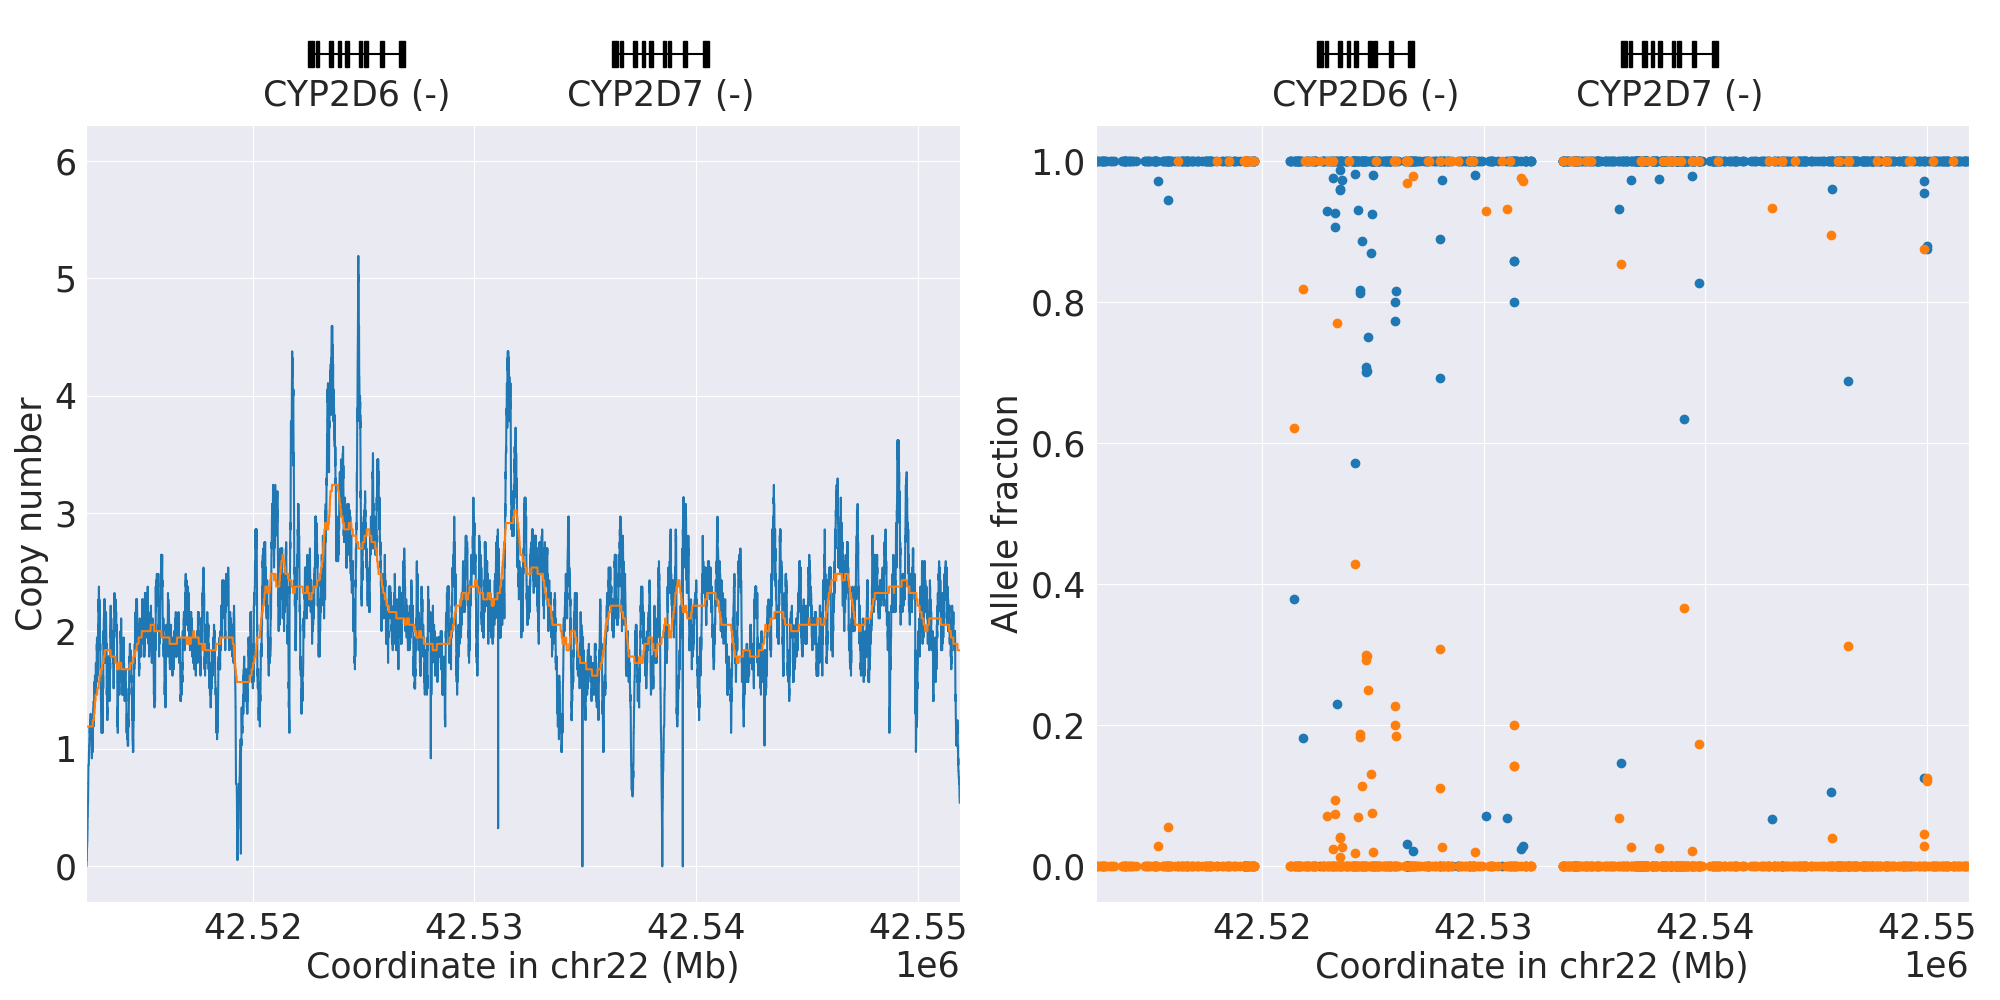 CYP2D6 (-) CYP2D7 (-)
6
5
4
3
2
1
0
Copy number
42.52 42.53 42.54 42.55
Coordinate in chr22 (Mb) 1e6
CYP2D6 (-) CYP2D7 (-)
1.0
0.8
0.6
0.4
0.2
0.0
Allele fraction
42.52 42.53 42.54 42.55
Coordinate in chr22 (Mb) 1e6